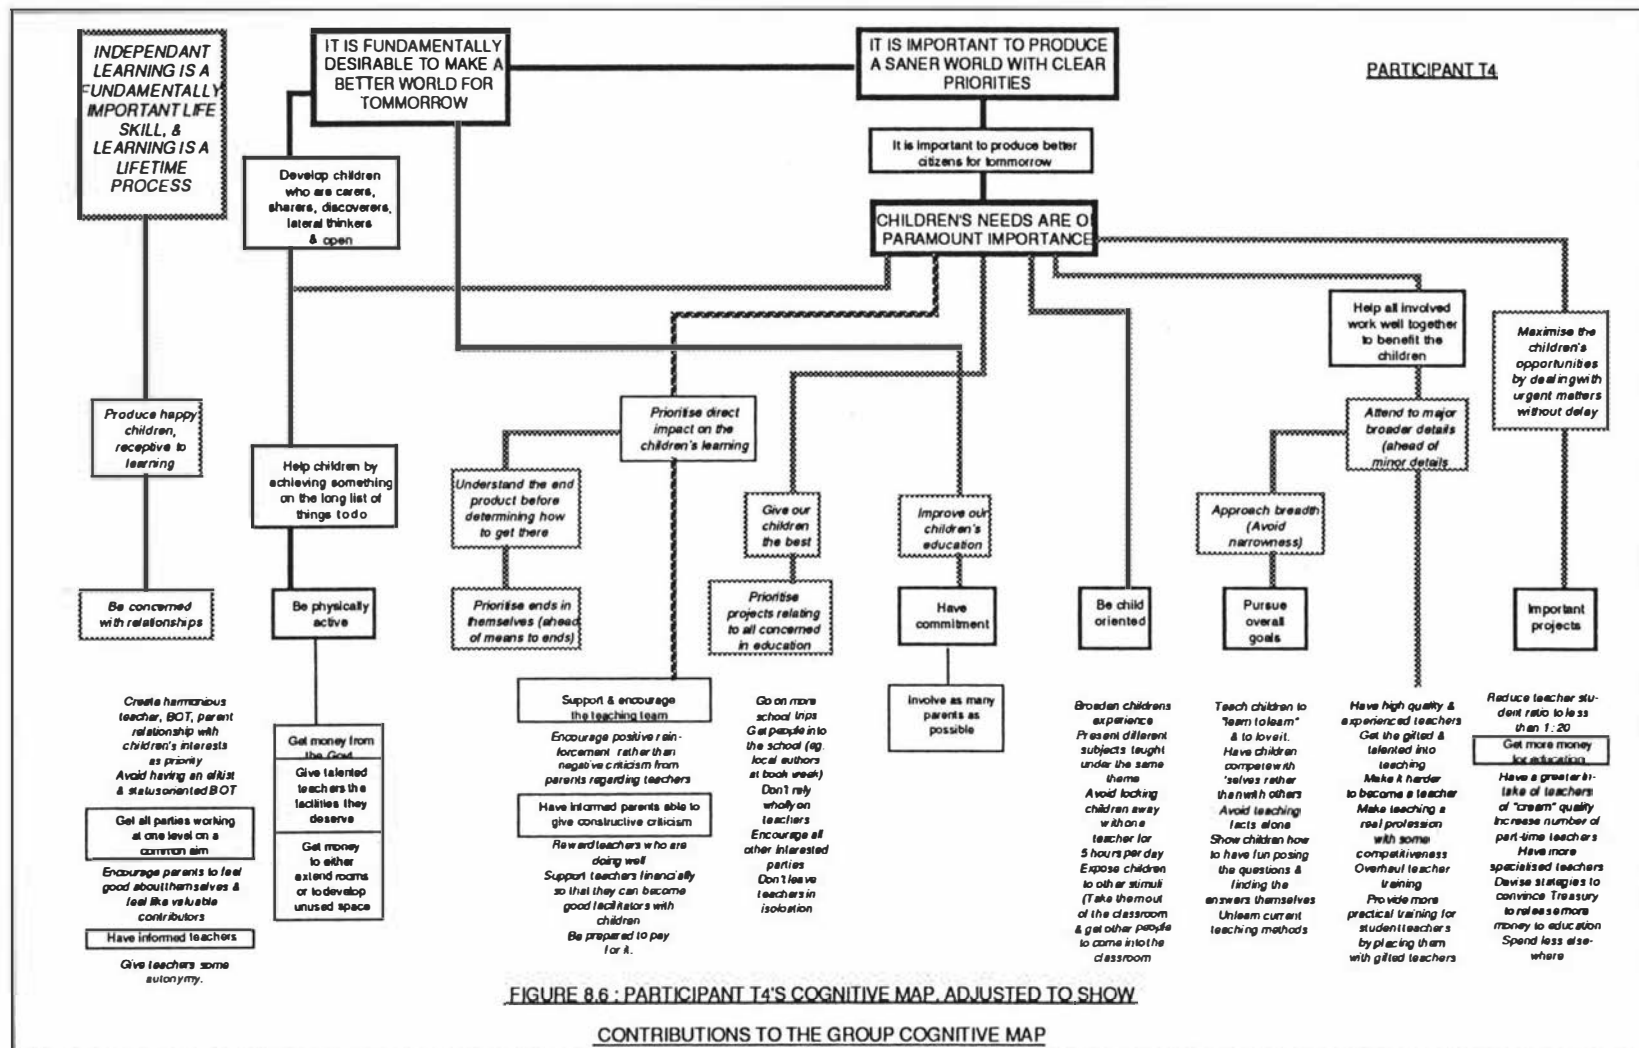 INDEPENDANT
LEARNING IS A
FUNDAMENTALLY
IMPORTANT LIFE
SKILL, &
LEARNING IS A
LIFETIME
PROCESS
IT IS FUNDAMENTALLY
DESIRABLE TO MAKE A
BETTER WORLD FOR
TOMMORROW
IT IS IMPORTANT TO PRODUCE
A SANER WORLD WITH CLEAR
PRIORITIES
PARTICIPANT T4
It is important to produce better
citizens for tommorrow
Develop children
who are carers,
sharers, discoverers,
lateral thinkers
& open
CHILDREN'S NEEDS ARE O
PARAMOUNT IMPORTANCE
Help all involved
work well together
to benefit the
children
Maximise the
children's
opportunities
by dealing with
urgent matters
without delay
Produce happy
children,
receptive to
learning
Prioritise direct
impact on the
children's learning
Attend to major
broader details
(ahead of
minor details
Help children by
achieving something
on the long list of
things to do
Understand the end
product before
determining how
to get there
Give our
children
the best
Improve our
children's
education
Approach breadth
(Avoid
narrowness)
Be concerned
with relationships
Be physically
active
Prioritise ends in
themselves (ahead
of means to ends)
Prioritise
projects relating
to all concerned
in education
Have
commitment
Be child
oriented
Pursue
overall
goals
Important
projects
Create harmonious
teacher, BOT, parent
relationship with
children's interests
as priority
Avoid having an elitist
& status oriented BOT
Get all parties working
at one level on a
common aim
Encourage parents to feel
good about themselves &
feel like valuable
contributors
Have informed teachers
Give teachers some
autonomy.
Get money from
the Govt
Give talented
teachers the
facilities they
deserve
Get money
to either
extend rooms
or to develop
unused space
Support & encourage
the teaching team
Encourage positive rein-
forcement rather than
negative criticism from
parents regarding teachers
Have informed parents able to
give constructive criticism
Reward teachers who are
doing well
Support teachers financially
so that they can become
good facilitators with
children
Be prepared to pay
for it.
Go on more
school trips
Get people into
the school (eg.
local authors
at book week)
Don't rely
wholly on
teachers
Encourage all
other interested
parties
Don't leave
teachers in
isolcation
Involve as many
parents as
possible
Broaden childrens
experience
Present different
subjects taught
under the same
theme
Avoid locking
children away
with one
teacher for
5 hours per day
Expose children
to other stimuli
(Take them out
of the classroom
& get other people
to come into the
classroom
Teach children to
"learn to learn"
& to love it.
Have children
compete with
'selves rather
than with others
Avoid teaching
facts alone
Show children how
to have fun posing
the questions &
finding the
answers themselves
Unlearn current
teaching methods
Have high quality &
experienced teachers
Get the gifted &
talented into
teaching
Make it harder
to become a teacher
Make teaching a
real profession
with some
competitiveness
Overhaul teacher
training
Provide more
practical training for
student teachers
by placing them
with gifted teachers
Reduce teacher stu-
dent ratio to less
than 1:20
Get more money
for education
Have a greater in-
take of teachers
of "cream" quality
Increase number of
part-time teachers
Have more
specialised teachers
Devise stategies to
convince Treasury
to release more
money to education
Spend less else-
where
FIGURE 8.6 : PARTICIPANT T4'S COGNITIVE MAP, ADJUSTED TO SHOW
CONTRIBUTIONS TO THE GROUP COGNITIVE MAP